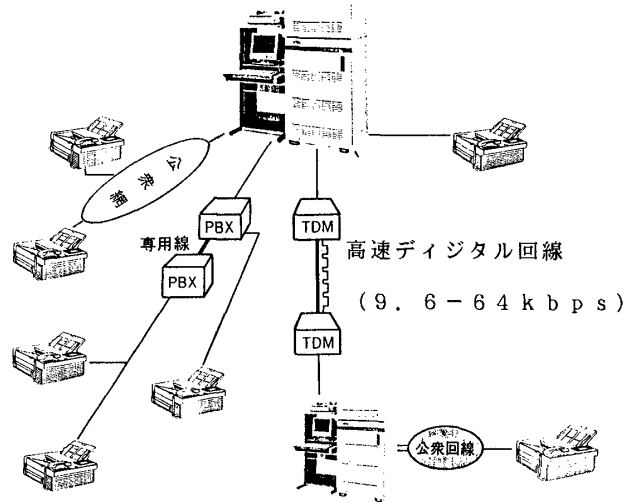 公衆網
PBX
専用線
PBX
TDM
高速ディジタル回線
(9.6-64kbps)
TDM
公衆回線